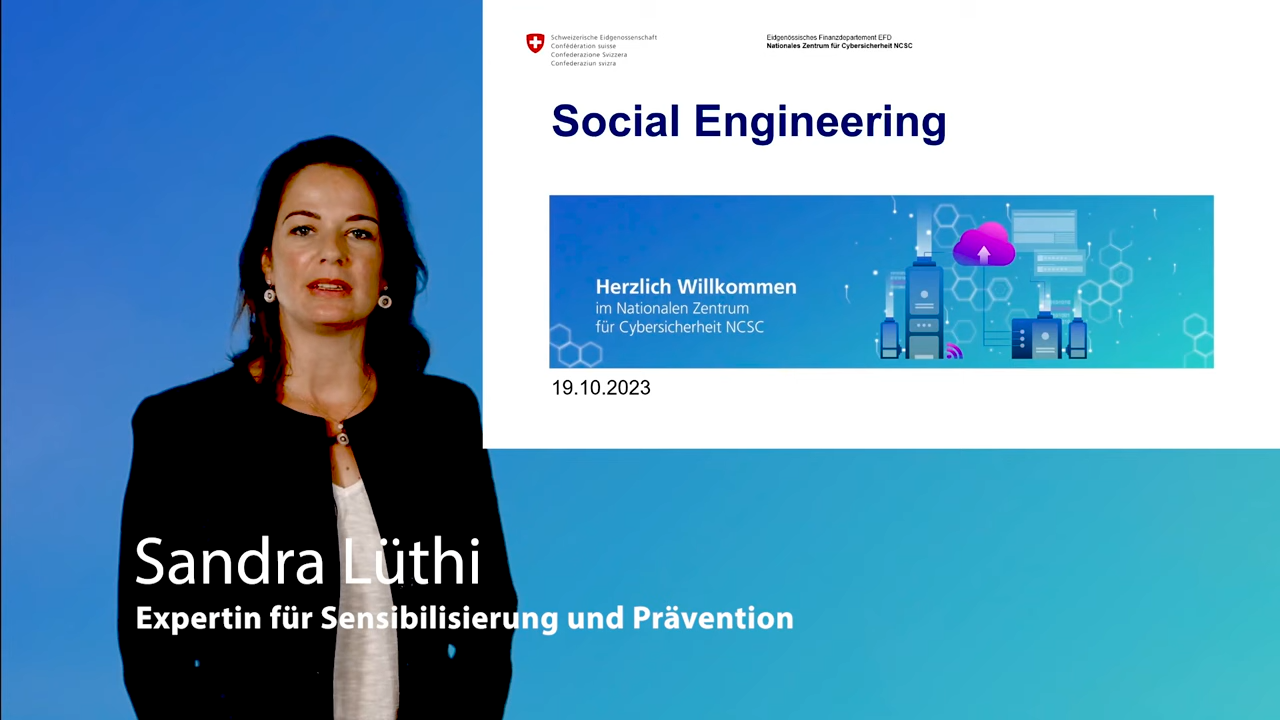 Schweizerische Eidgenossenschaft
Confédération suisse
Confederazione Svizzera
Confederaziun svizra
Eidgenössisches Finanzdepartement EFD
Nationales Zentrum für Cybersicherheit NCSC
Social Engineering
Herzlich Willkommen
im Nationalen Zentrum
für Cybersicherheit NCSC
19.10.2023
Sandra Lüthi
Expertin für Sensibilisierung und Prävention